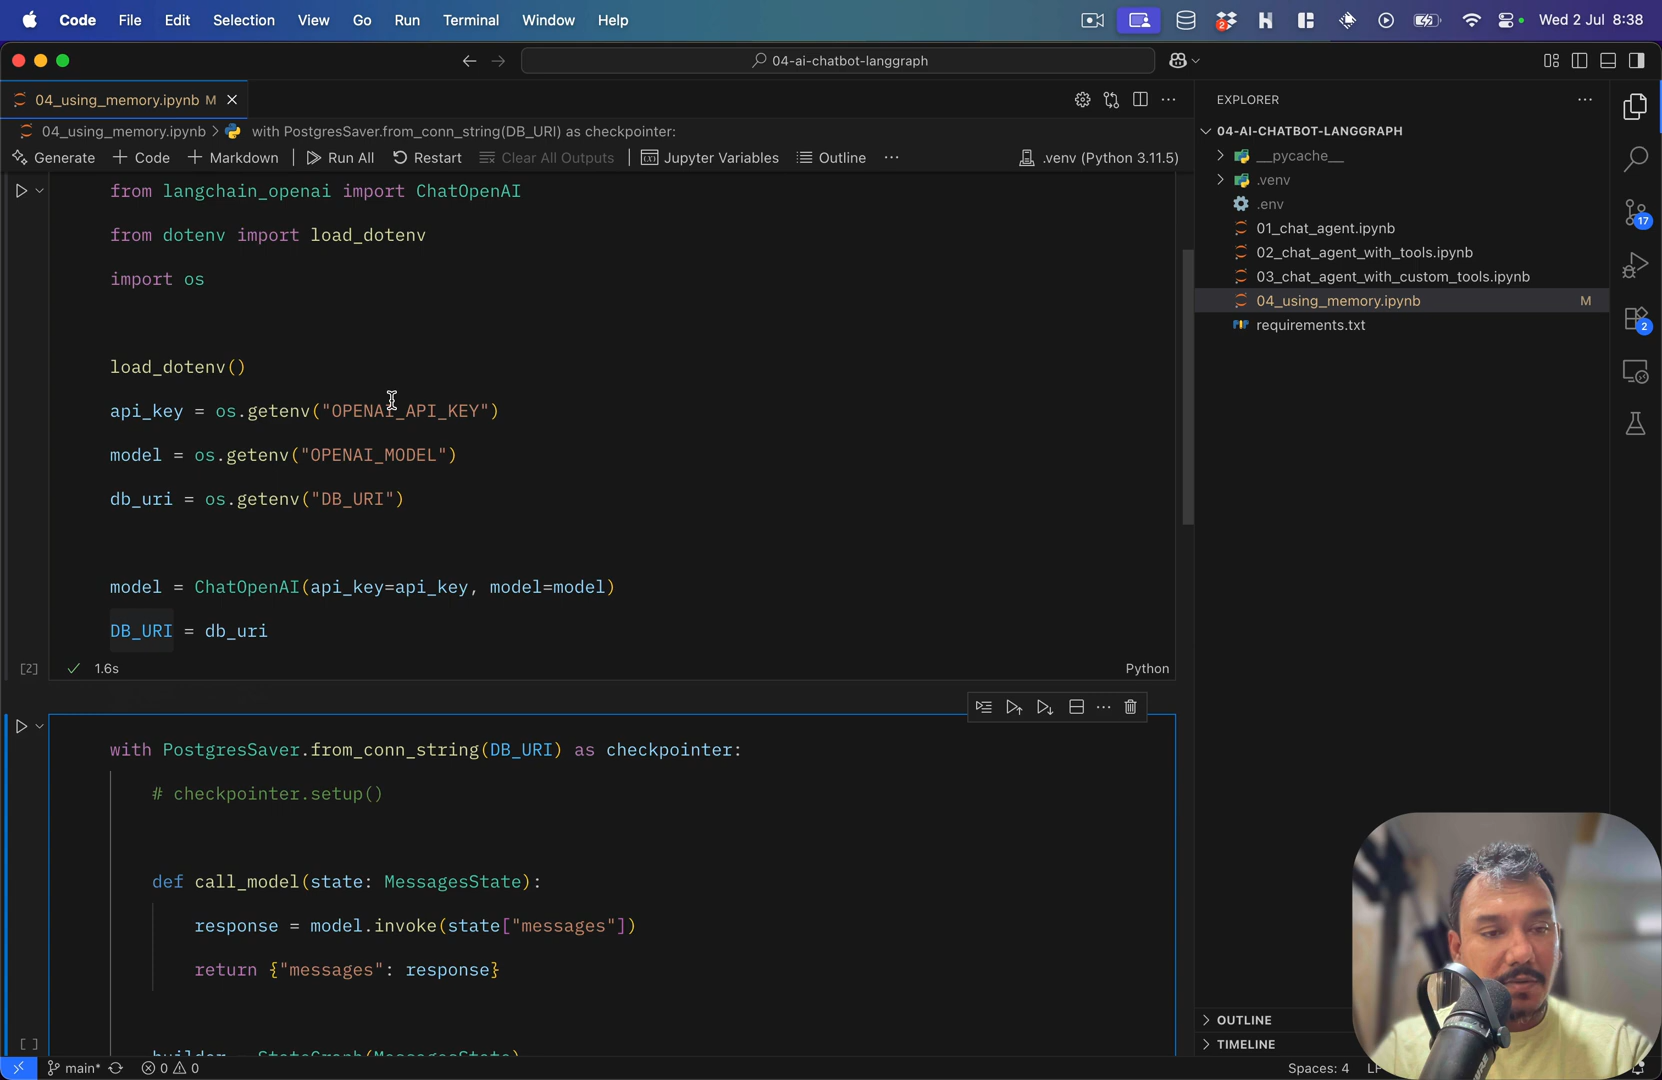 Code File Edit Selection View Go Run Terminal Window Help
2
Wed 2 Jul 8:38
04-ai-chatbot-langgraph
04_using_memory.ipynb M
04_using_memory.ipynb > with PostgresSaver.from_conn_string(DB_URI) as checkpointer:
Generate + Code + Markdown Run All Restart Clear All Outputs Jupyter Variables Outline ... .venv (Python 3.11.5)
from langchain_openai import ChatOpenAI
from dotenv import load_dotenv
import os
load_dotenv()
api_key = os.getenv("OPENAI_API_KEY")
model = os.getenv("OPENAI_MODEL")
db_uri = os.getenv("DB_URI")
model = ChatOpenAI(api_key=api_key, model=model)
DB_URI = db_uri
[2] 1.6s Python
with PostgresSaver.from_conn_string(DB_URI) as checkpointer:
# checkpointer.setup()
def call_model(state: MessagesState):
response = model.invoke(state["messages"])
return {"messages": response}
[ ]
builder = StateGraph(MessagesState)
EXPLORER
04-AI-CHATBOT-LANGGRAPH
__pycache__
.venv
.env
01_chat_agent.ipynb
02_chat_agent_with_tools.ipynb
03_chat_agent_with_custom_tools.ipynb
04_using_memory.ipynb M
requirements.txt
17
2
OUTLINE
TIMELINE
main* 0 0 Spaces: 4